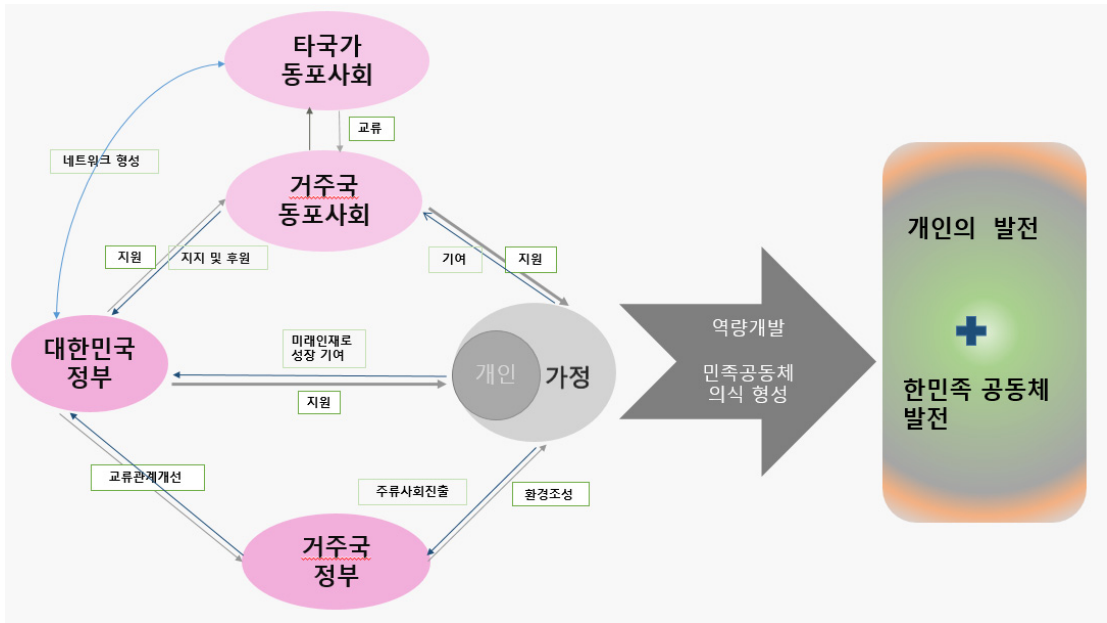 타국가
동포사회
교류
네트워크 형성
거주국
동포사회
지원
지지 및 후원
기여
지원
대한민국
정부
미래인재로
성장 기여
지원
개인
가정
교류관계개선
주류사회진출
환경조성
거주국
정부
역량개발
민족공동체
의식 형성
개인의 발전
한민족 공동체
발전